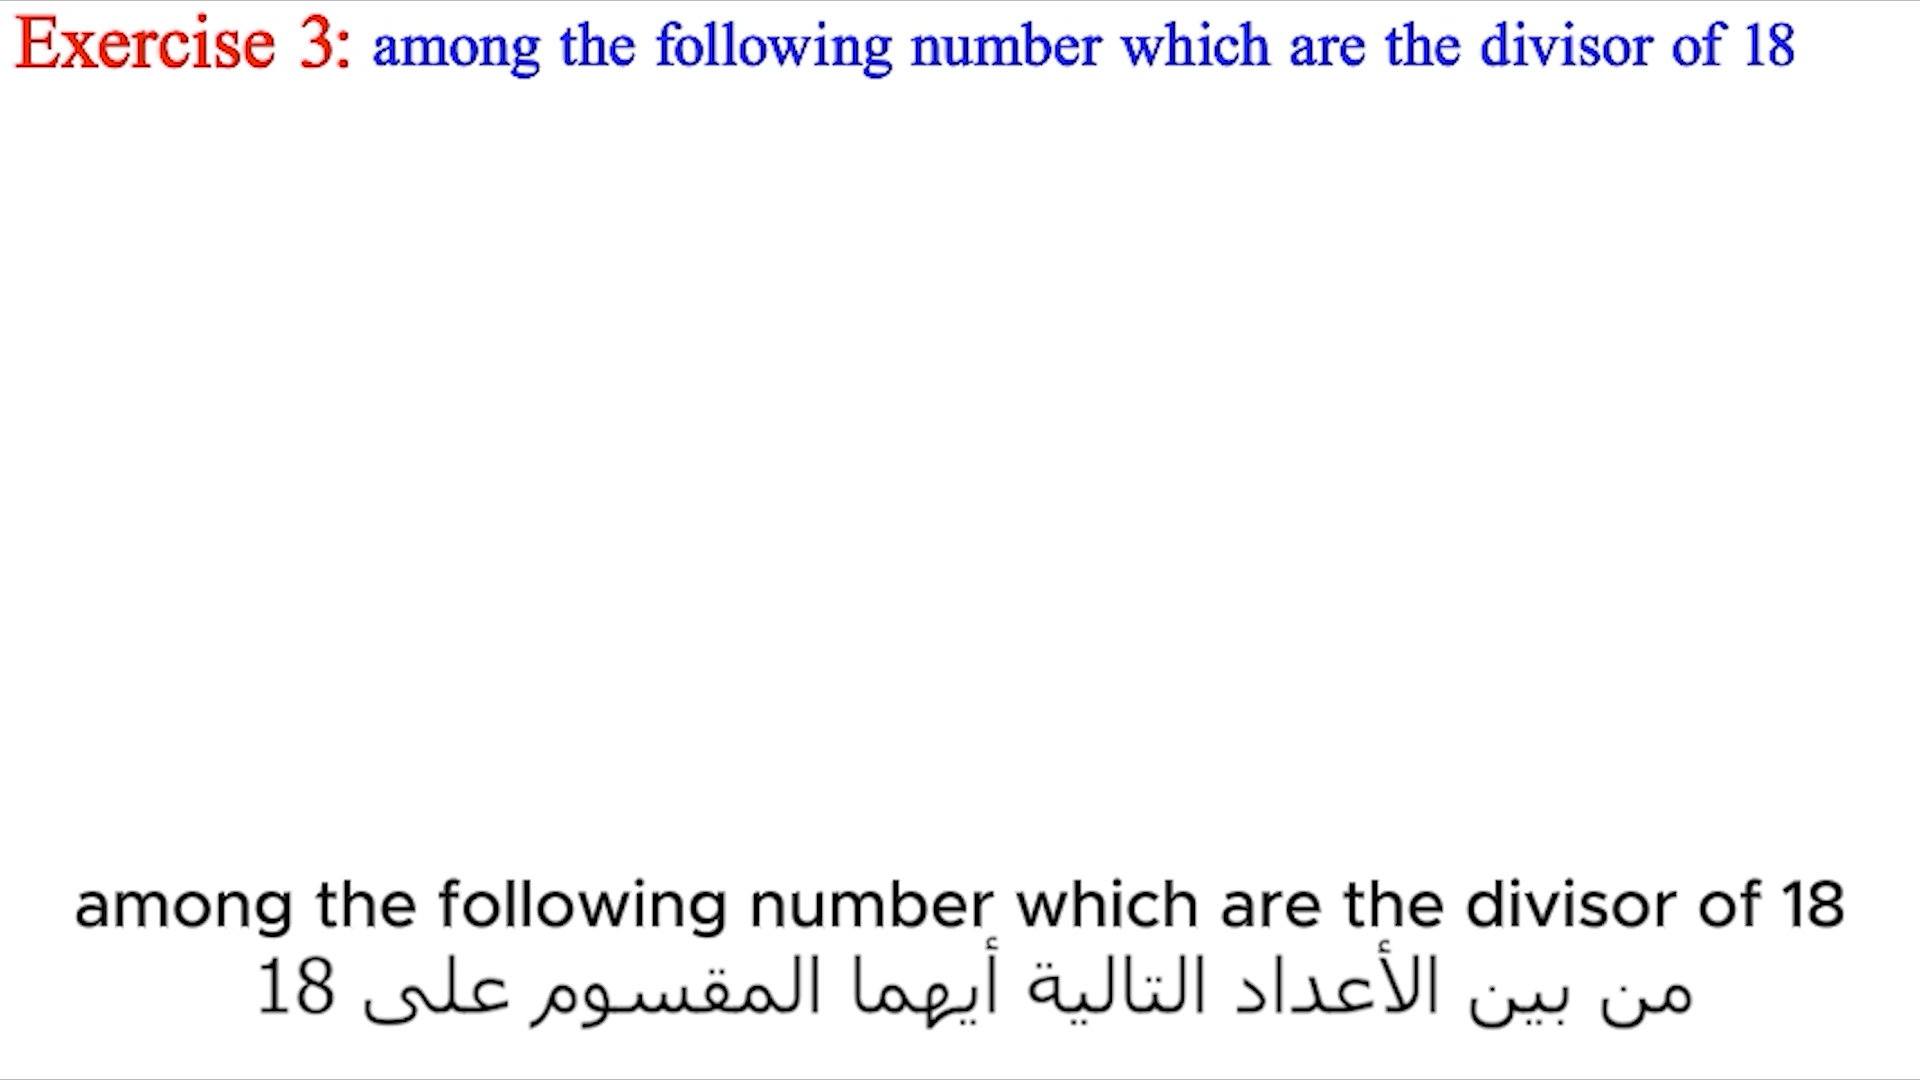 Exercise 3: among the following number which are the divisor of 18
among the following number which are the divisor of 18
من بين الأعداد التالية أيهما المقسوم على 18